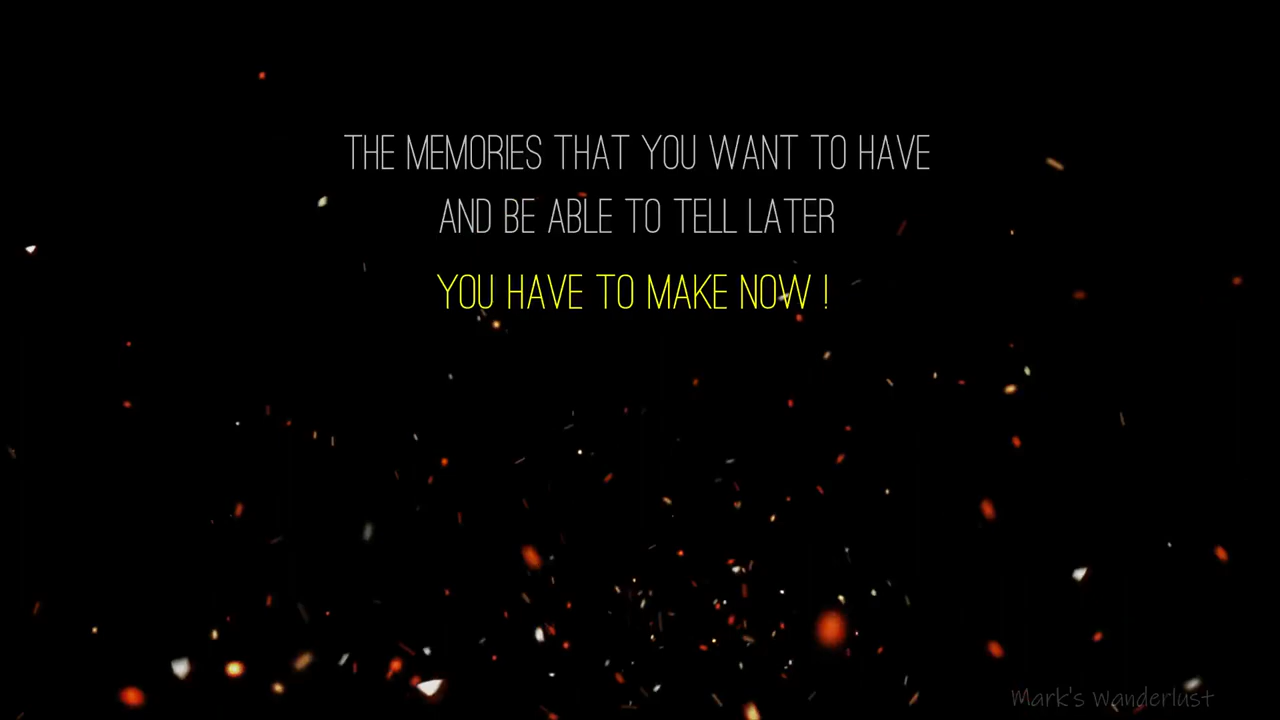 THE MEMORIES THAT YOU WANT TO HAVE
AND BE ABLE TO TELL LATER
YOU HAVE TO MAKE NOW !
Mark's Wanderlust